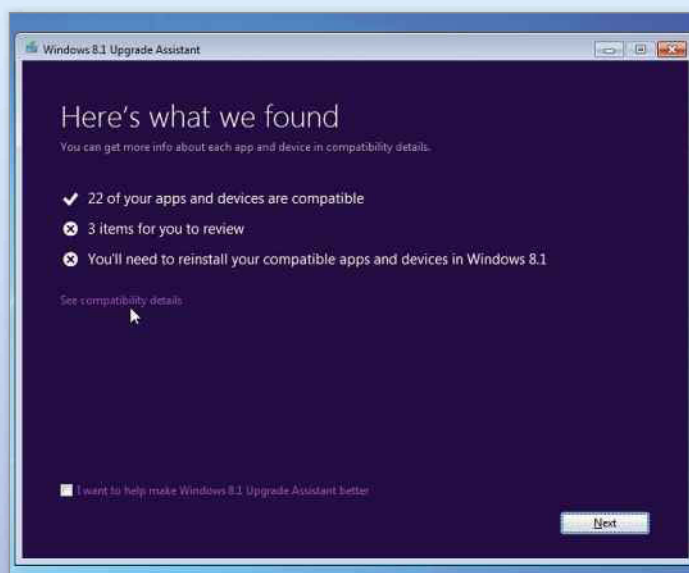 Windows 8.1 Upgrade Assistant
Here's what we found
You can get more info about each app and device in compatibility details.
22 of your apps and devices are compatible
3 items for you to review
You'll need to reinstall your compatible apps and devices in Windows 8.1
See compatibility details
I want to help make Windows 8.1 Upgrade Assistant better
Next